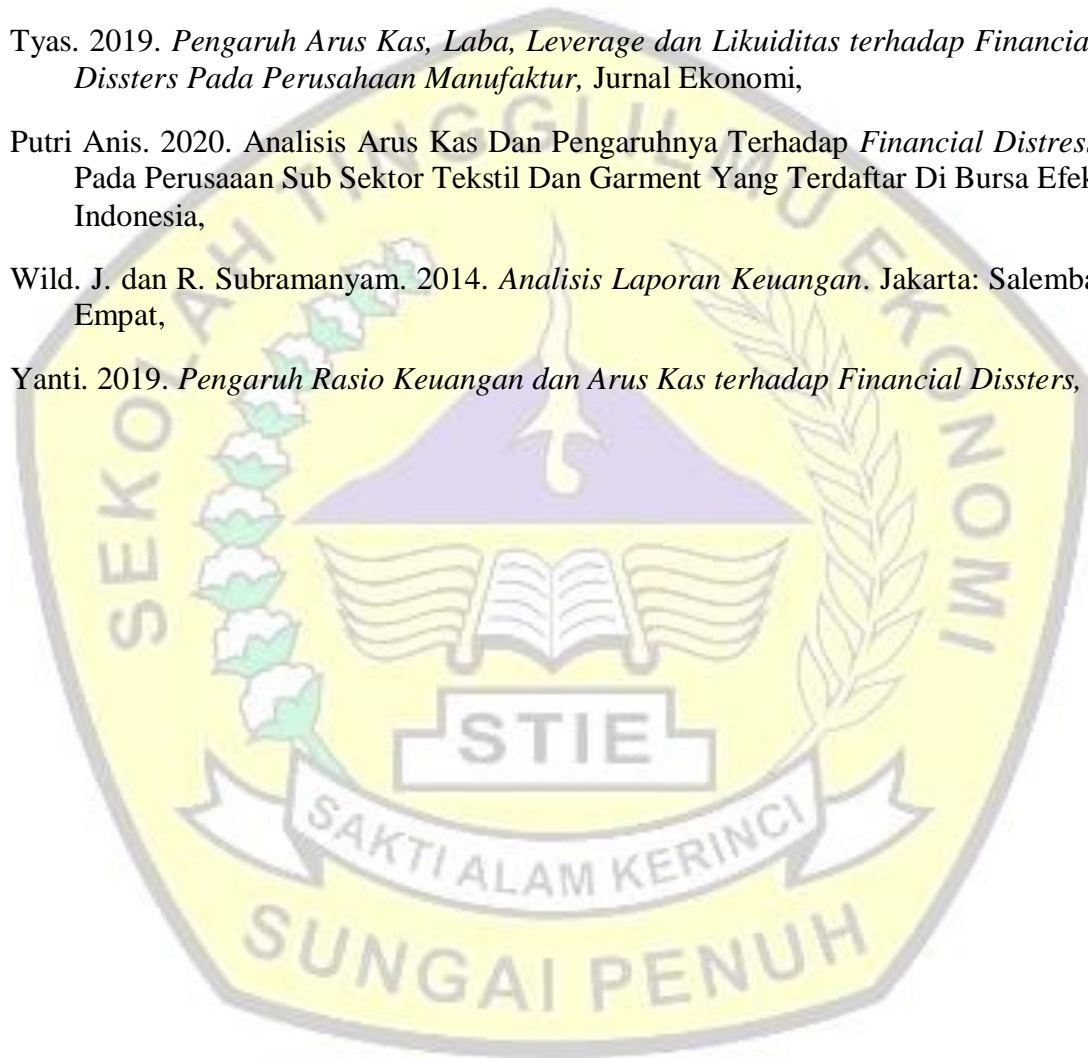 Tyas. 2019. Pengaruh Arus Kas, Laba, Leverage dan Likuiditas terhadap Financial
Dissters Pada Perusahaan Manufaktur, Jurnal Ekonomi,
Putri Anis. 2020. Analisis Arus Kas Dan Pengaruhnya Terhadap Financial Distress
Pada Perusaaan Sub Sektor Tekstil Dan Garment Yang Terdaftar Di Bursa Efek
Indonesia,
Wild. J. dan R. Subramanyam. 2014. Analisis Laporan Keuangan. Jakarta: Salemba
Empat,
Yanti. 2019. Pengaruh Rasio Keuangan dan Arus Kas terhadap Financial Dissters,
SEKOLAH TINGGI ILMU EKONOMI
STIE
SAKTI ALAM KERINCI
SUNGAI PENUH